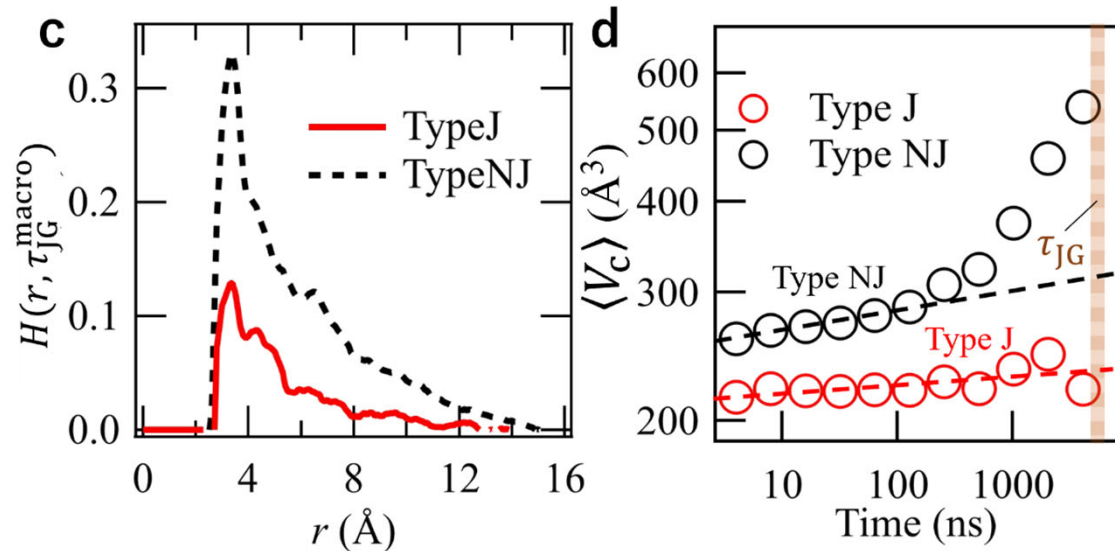 c
H(r, τ_JG^macro)
0.3
0.2
0.1
0.0
TypeJ
TypeNJ
0 4 8 12 16
r (Å)
d
⟨V_c⟩ (Å³)
600
500
400
300
200
Type J
Type NJ
τ_JG
Type NJ
Type J
10 100 1000
Time (ns)